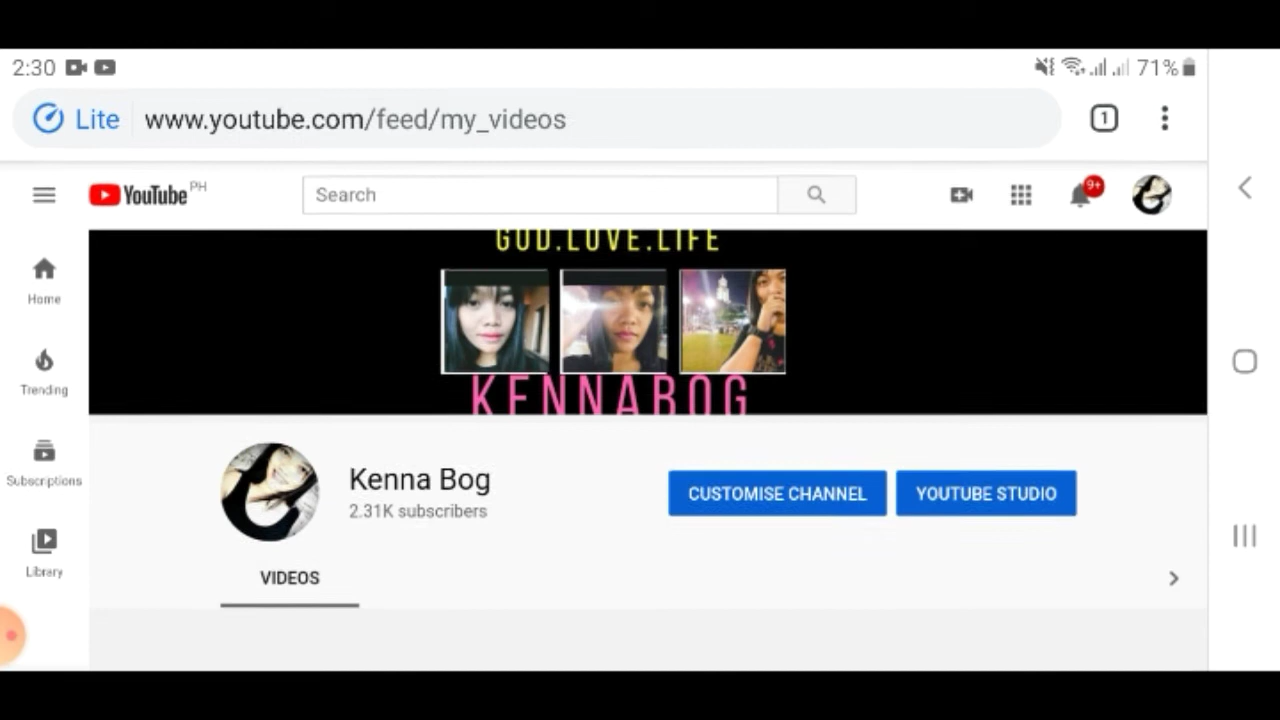 2:30 71%
Lite www.youtube.com/feed/my_videos 1
YouTube PH Search 9+
GOD.LOVE.LIFE
Home
KENNABOG
Trending
Kenna Bog
2.31K subscribers
CUSTOMISE CHANNEL YOUTUBE STUDIO
Subscriptions
Library
VIDEOS